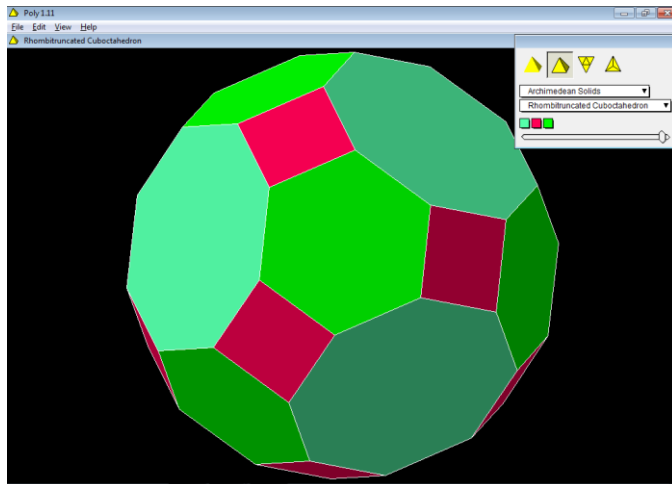 Poly 1.11
File Edit View Help
Rhombitruncated Cuboctahedron
Archimedean Solids
Rhombitruncated Cuboctahedron